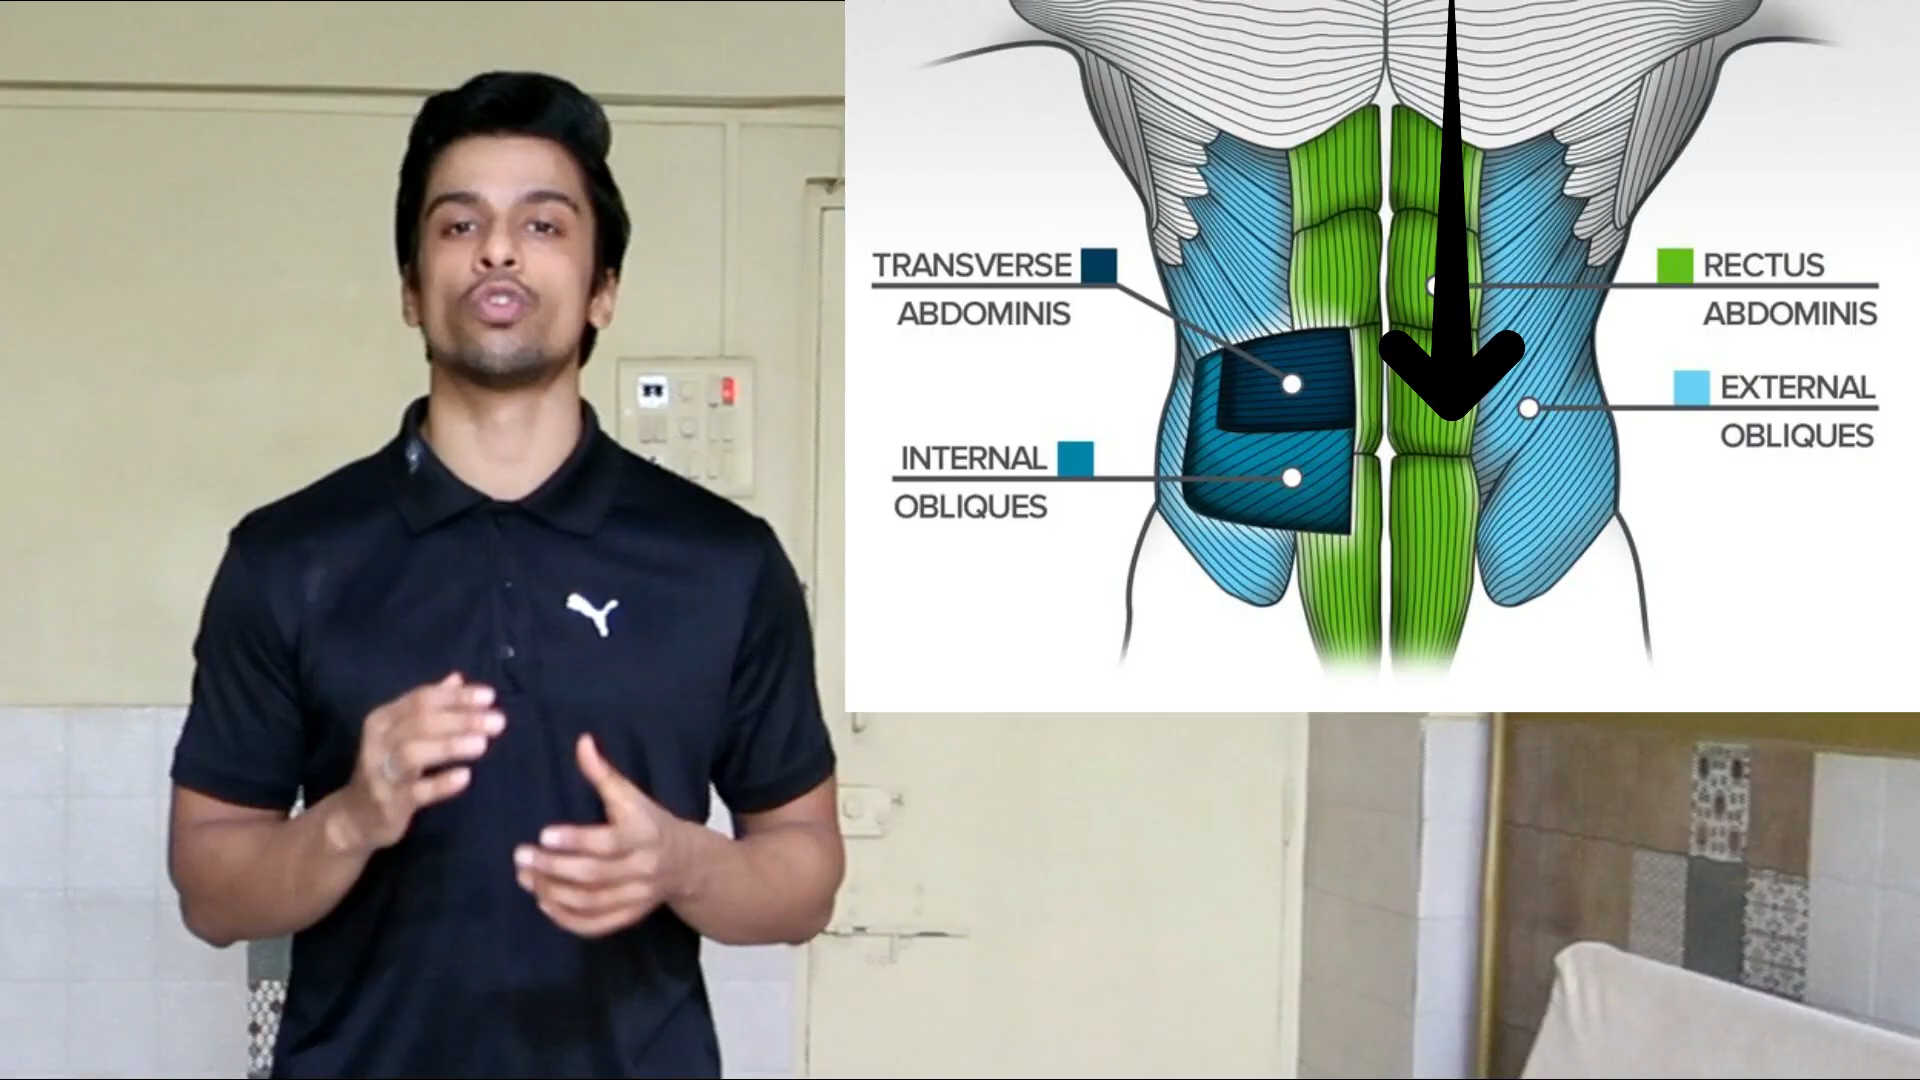 TRANSVERSE
ABDOMINIS
INTERNAL
OBLIQUES
RECTUS
ABDOMINIS
EXTERNAL
OBLIQUES